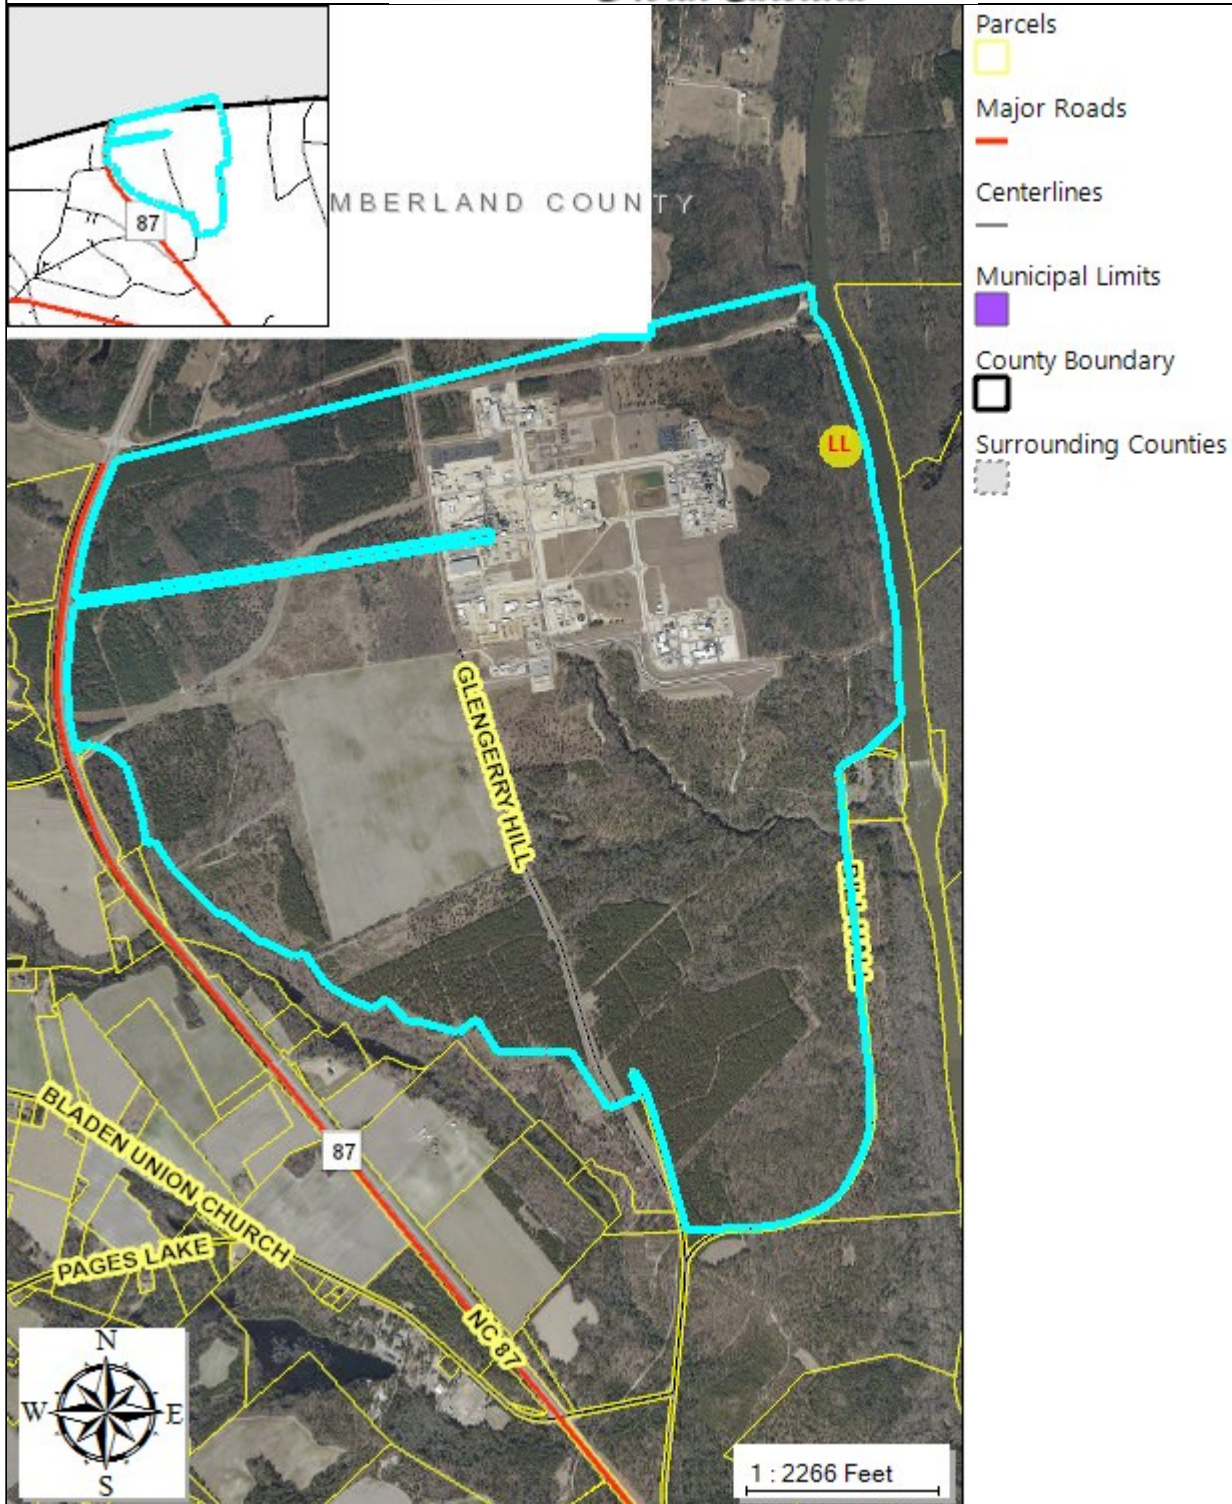 MBERLAND COUNTY
87
LL
GLENGERRY HILL
BLADEN UNION CHURCH
87
PAGES LAKE
NC 87
N
W
E
S
1 : 2266 Feet
Parcels
Major Roads
Centerlines
Municipal Limits
County Boundary
Surrounding Counties